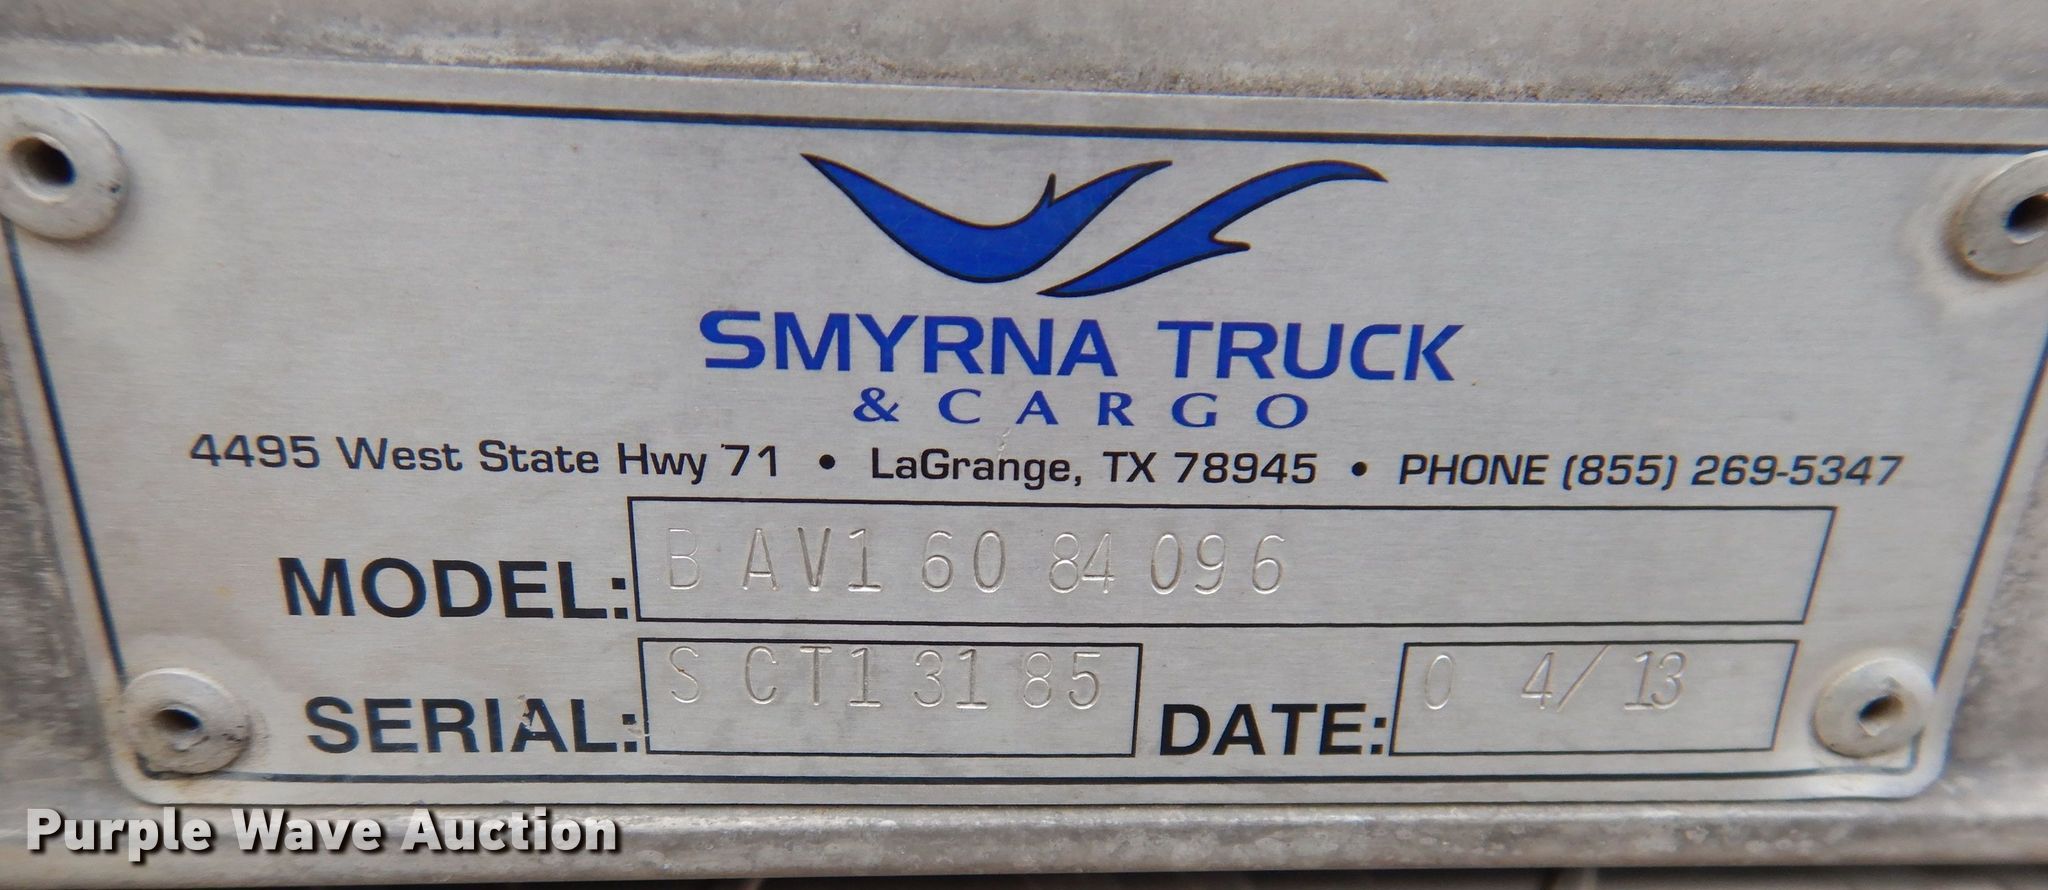 SMYRNA TRUCK
& CARGO
4495 West State Hwy 71 • LaGrange, TX 78945 • PHONE (855) 269-5347
MODEL: B AV1 60 84 096
SERIAL: S CT1 31 85 DATE: 0 4/13
Purple Wave Auction